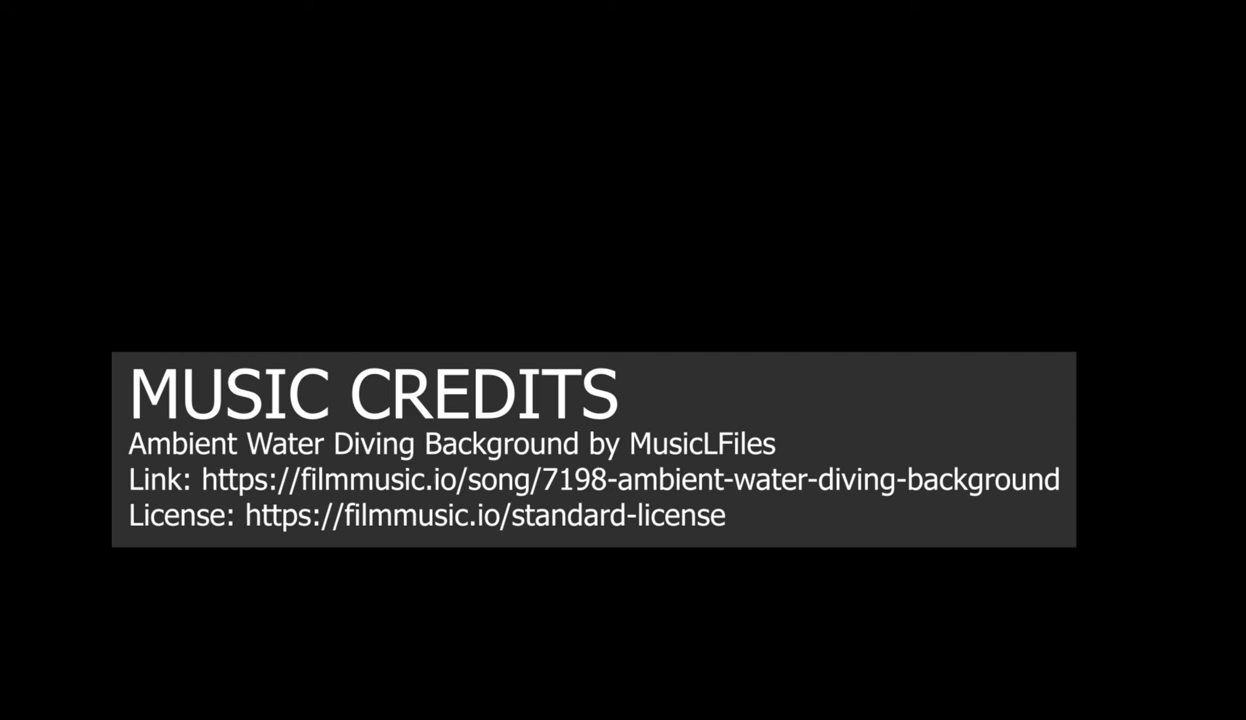 MUSIC CREDITS
Ambient Water Diving Background by MusicLFiles
Link: https://filmmusic.io/song/7198-ambient-water-diving-background
License: https://filmmusic.io/standard-license